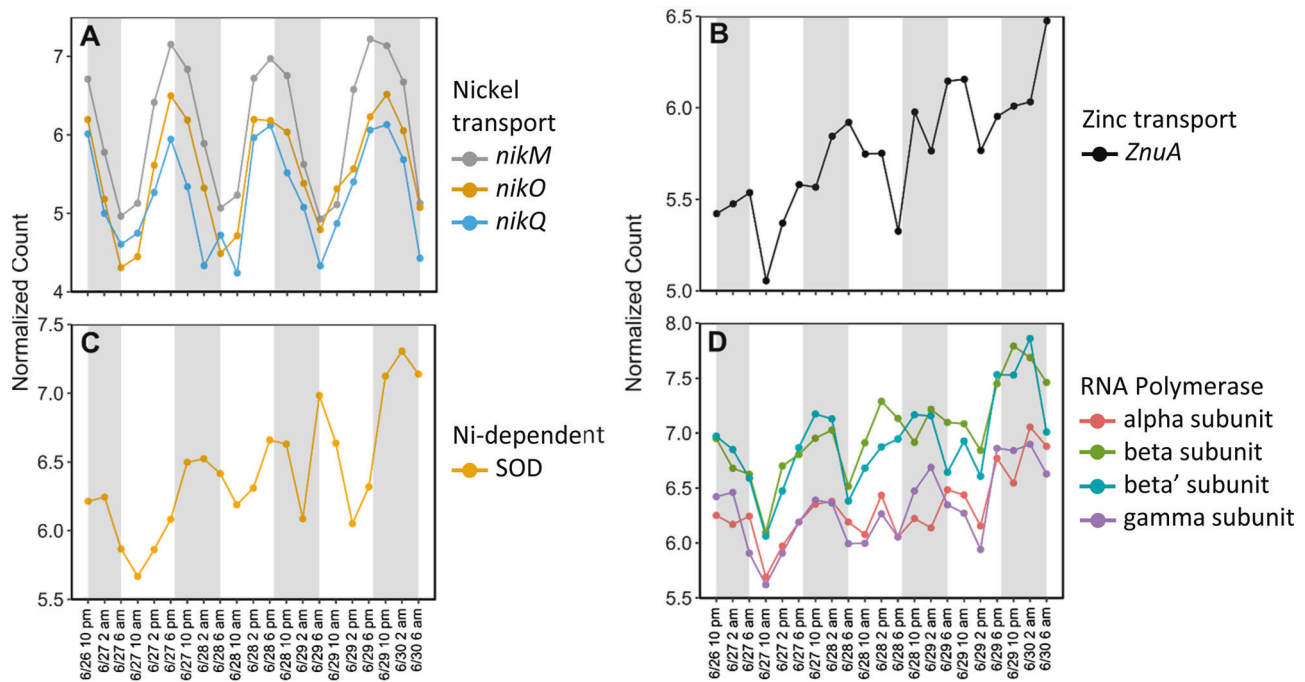 A
7
6
5
4
Nickel
transport
nikM
nikO
nikQ
B
6.5
6.0
5.5
5.0
Zinc transport
ZnuA
Normalized Count
Normalized Count
C
7.5
7.0
6.5
6.0
5.5
Ni-dependent
SOD
D
8.0
7.5
7.0
6.5
6.0
5.5
RNA Polymerase
alpha subunit
beta subunit
beta’ subunit
gamma subunit
6/26 10 pm
6/27 2 am
6/27 6 am
6/27 10 am
6/27 2 pm
6/27 6 pm
6/27 10 pm
6/28 2 am
6/28 6 am
6/28 10 am
6/28 2 pm
6/28 6 pm
6/28 10 pm
6/29 2 am
6/29 6 am
6/29 10 am
6/29 2 pm
6/29 6 pm
6/29 10 pm
6/30 2 am
6/30 6 am
6/26 10 pm
6/27 2 am
6/27 6 am
6/27 10 am
6/27 2 pm
6/27 6 pm
6/27 10 pm
6/28 2 am
6/28 6 am
6/28 10 am
6/28 2 pm
6/28 6 pm
6/28 10 pm
6/29 2 am
6/29 6 am
6/29 10 am
6/29 2 pm
6/29 6 pm
6/29 10 pm
6/30 2 am
6/30 6 am